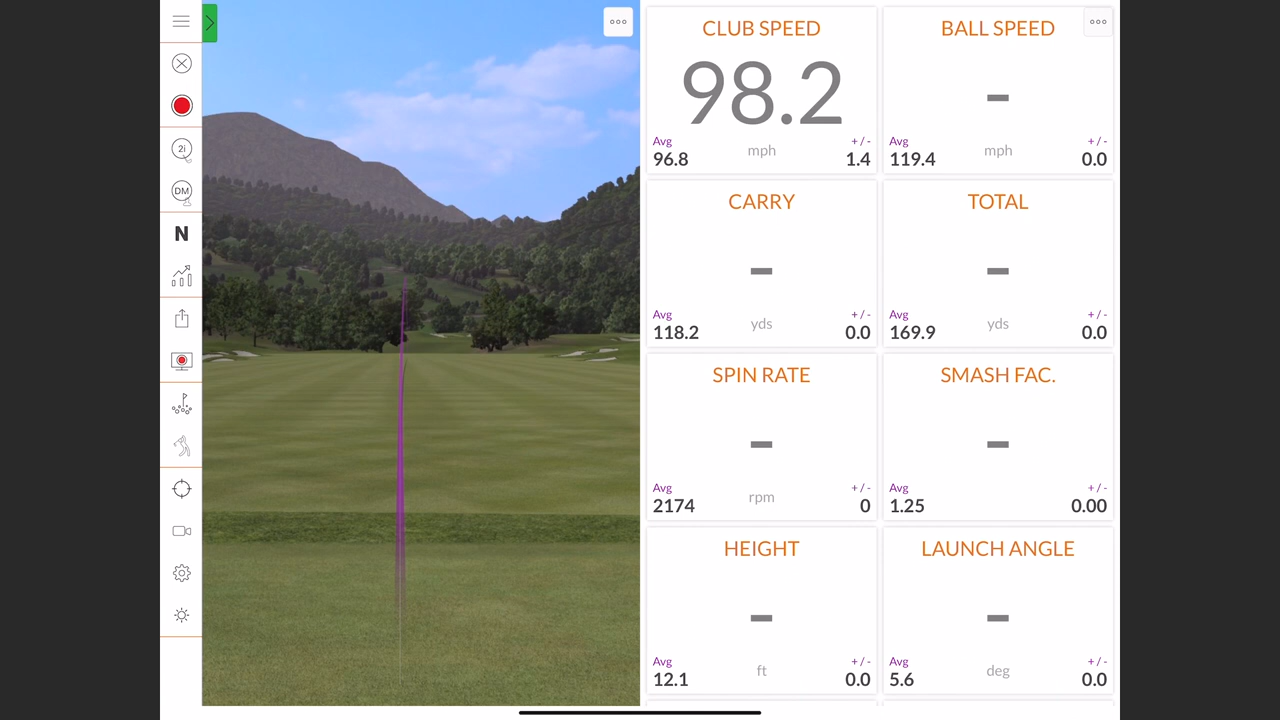 2i
DM
N
CLUB SPEED
98.2
Avg
96.8
mph
+ / -
1.4
BALL SPEED
-
Avg
119.4
mph
+ / -
0.0
CARRY
-
Avg
118.2
yds
+ / -
0.0
TOTAL
-
Avg
169.9
yds
+ / -
0.0
SPIN RATE
-
Avg
2174
rpm
+ / -
0
SMASH FAC.
-
Avg
1.25
+ / -
0.00
HEIGHT
-
Avg
12.1
ft
+ / -
0.0
LAUNCH ANGLE
-
Avg
5.6
deg
+ / -
0.0